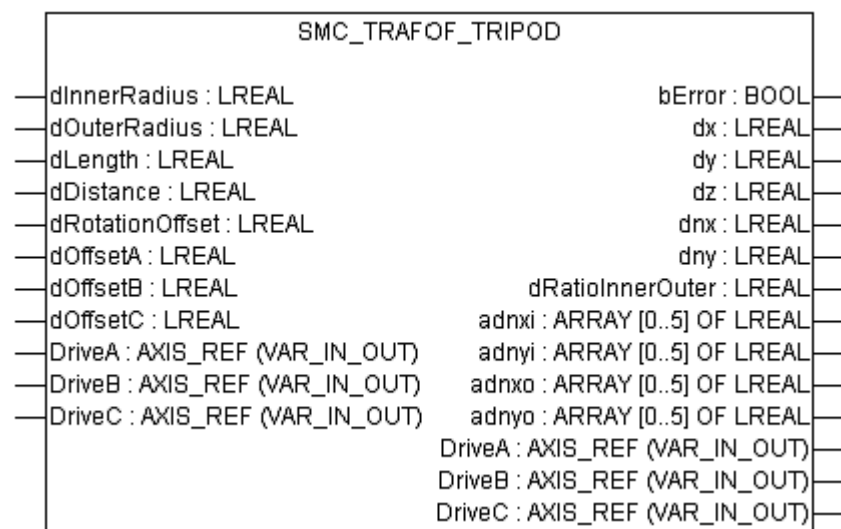 SMC_TRAFOF_TRIPOD
dInnerRadius : LREAL bError : BOOL
dOuterRadius : LREAL dx : LREAL
dLength : LREAL dy : LREAL
dDistance : LREAL dz : LREAL
dRotationOffset : LREAL dnx : LREAL
dOffsetA : LREAL dny : LREAL
dOffsetB : LREAL dRatioInnerOuter : LREAL
dOffsetC : LREAL adnxi : ARRAY [0..5] OF LREAL
DriveA : AXIS_REF (VAR_IN_OUT) adnyi : ARRAY [0..5] OF LREAL
DriveB : AXIS_REF (VAR_IN_OUT) adnxo : ARRAY [0..5] OF LREAL
DriveC : AXIS_REF (VAR_IN_OUT) adnyo : ARRAY [0..5] OF LREAL
DriveA : AXIS_REF (VAR_IN_OUT)
DriveB : AXIS_REF (VAR_IN_OUT)
DriveC : AXIS_REF (VAR_IN_OUT)